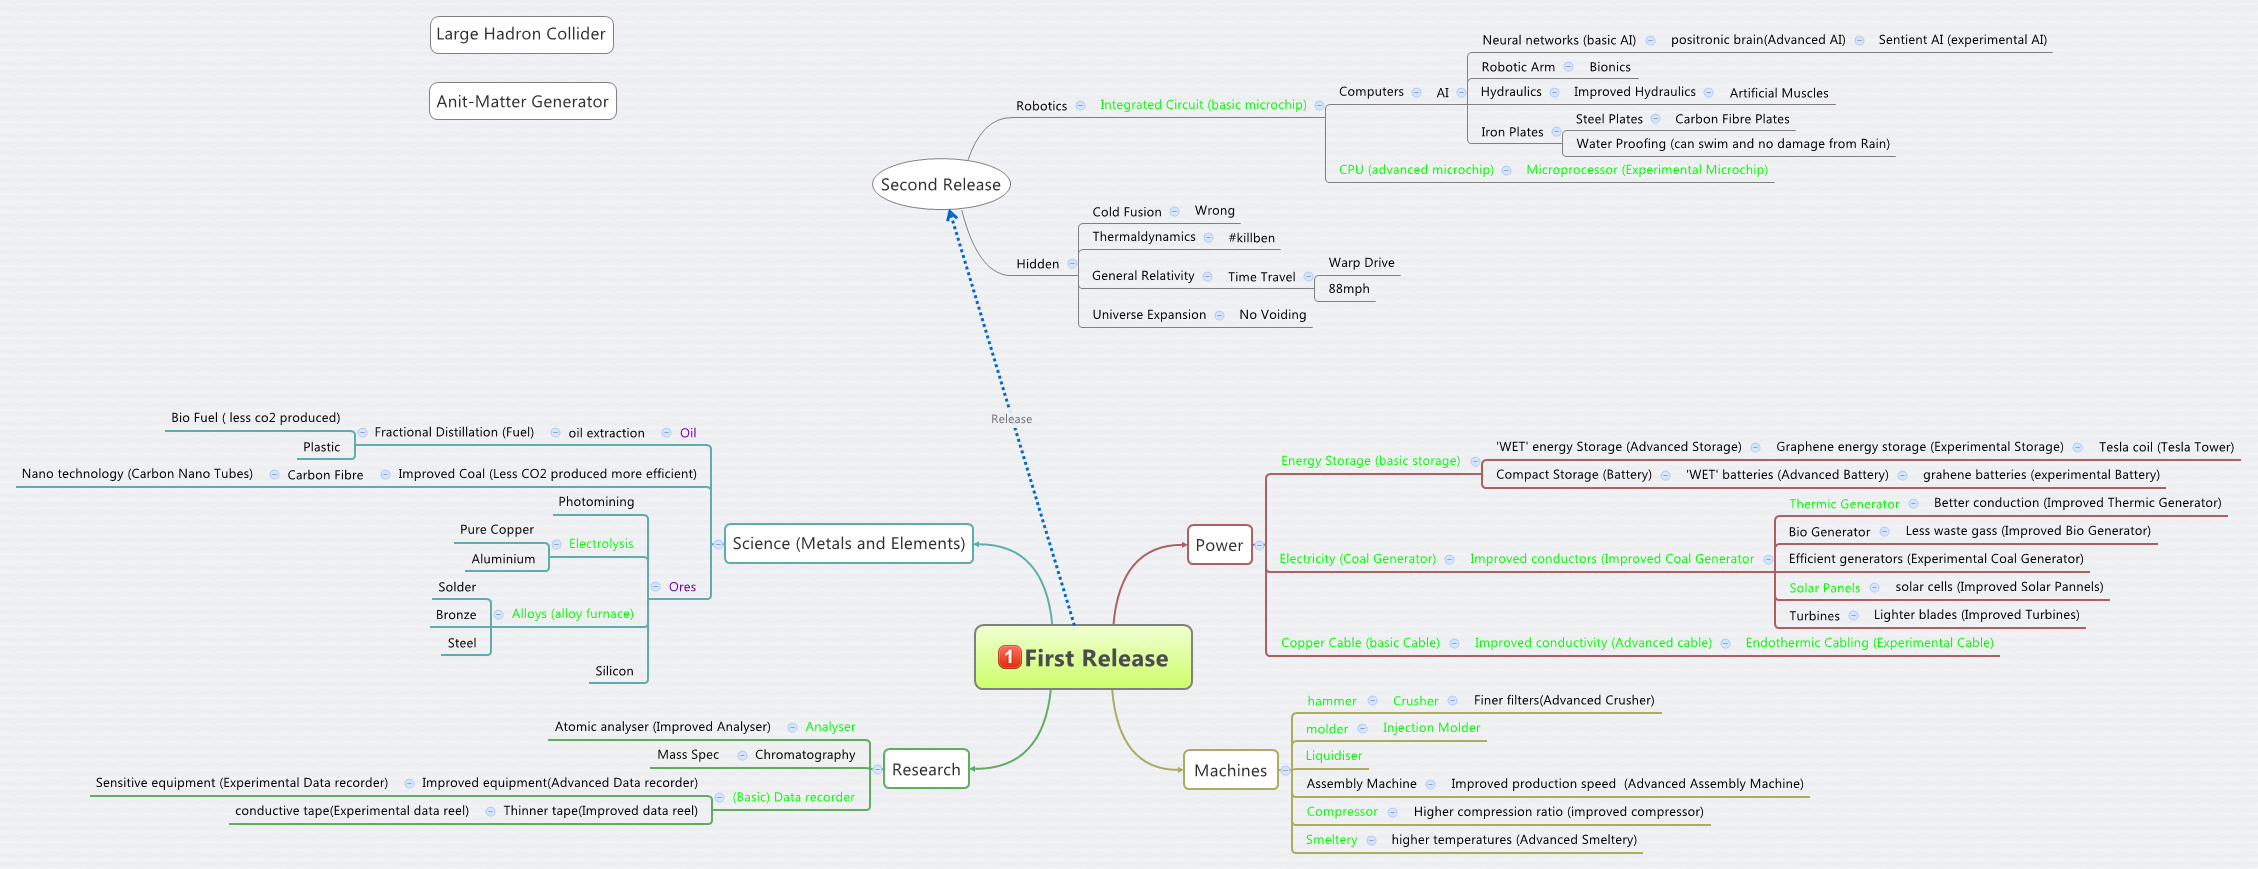 Large Hadron Collider
Anit-Matter Generator
Second Release
Robotics
Integrated Circuit (basic microchip)
Computers
AI
Neural networks (basic AI)
positronic brain(Advanced AI)
Sentient AI (experimental AI)
Robotic Arm
Bionics
Hydraulics
Improved Hydraulics
Artificial Muscles
Iron Plates
Steel Plates
Carbon Fibre Plates
Water Proofing (can swim and no damage from Rain)
CPU (advanced microchip)
Microprocessor (Experimental Microchip)
Hidden
Cold Fusion
Wrong
Thermaldynamics
#killben
General Relativity
Time Travel
Warp Drive
88mph
Universe Expansion
No Voiding
Release
1
First Release
Science (Metals and Elements)
Oil
oil extraction
Fractional Distillation (Fuel)
Bio Fuel ( less co2 produced)
Plastic
Improved Coal (Less CO2 produced more efficient)
Carbon Fibre
Nano technology (Carbon Nano Tubes)
Ores
Photomining
Electrolysis
Pure Copper
Aluminium
Alloys (alloy furnace)
Solder
Bronze
Steel
Silicon
Research
Analyser
Atomic analyser (Improved Analyser)
Chromatography
Mass Spec
(Basic) Data recorder
Improved equipment(Advanced Data recorder)
Sensitive equipment (Experimental Data recorder)
Thinner tape(Improved data reel)
conductive tape(Experimental data reel)
Power
Energy Storage (basic storage)
'WET' energy Storage (Advanced Storage)
Graphene energy storage (Experimental Storage)
Tesla coil (Tesla Tower)
Compact Storage (Battery)
'WET' batteries (Advanced Battery)
grahene batteries (experimental Battery)
Electricity (Coal Generator)
Improved conductors (Improved Coal Generator
Thermic Generator
Better conduction (Improved Thermic Generator)
Bio Generator
Less waste gass (Improved Bio Generator)
Efficient generators (Experimental Coal Generator)
Solar Panels
solar cells (Improved Solar Pannels)
Turbines
Lighter blades (Improved Turbines)
Copper Cable (basic Cable)
Improved conductivity (Advanced cable)
Endothermic Cabling (Experimental Cable)
Machines
hammer
Crusher
Finer filters(Advanced Crusher)
molder
Injection Molder
Liquidiser
Assembly Machine
Improved production speed  (Advanced Assembly Machine)
Compressor
Higher compression ratio (improved compressor)
Smeltery
higher temperatures (Advanced Smeltery)